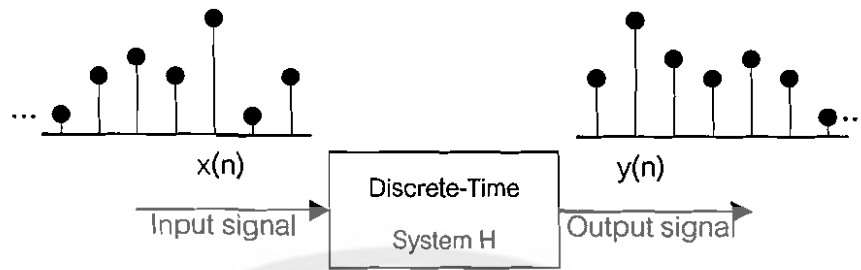 ... ...
x(n) y(n)
Discrete-Time
Input signal Output signal
System H